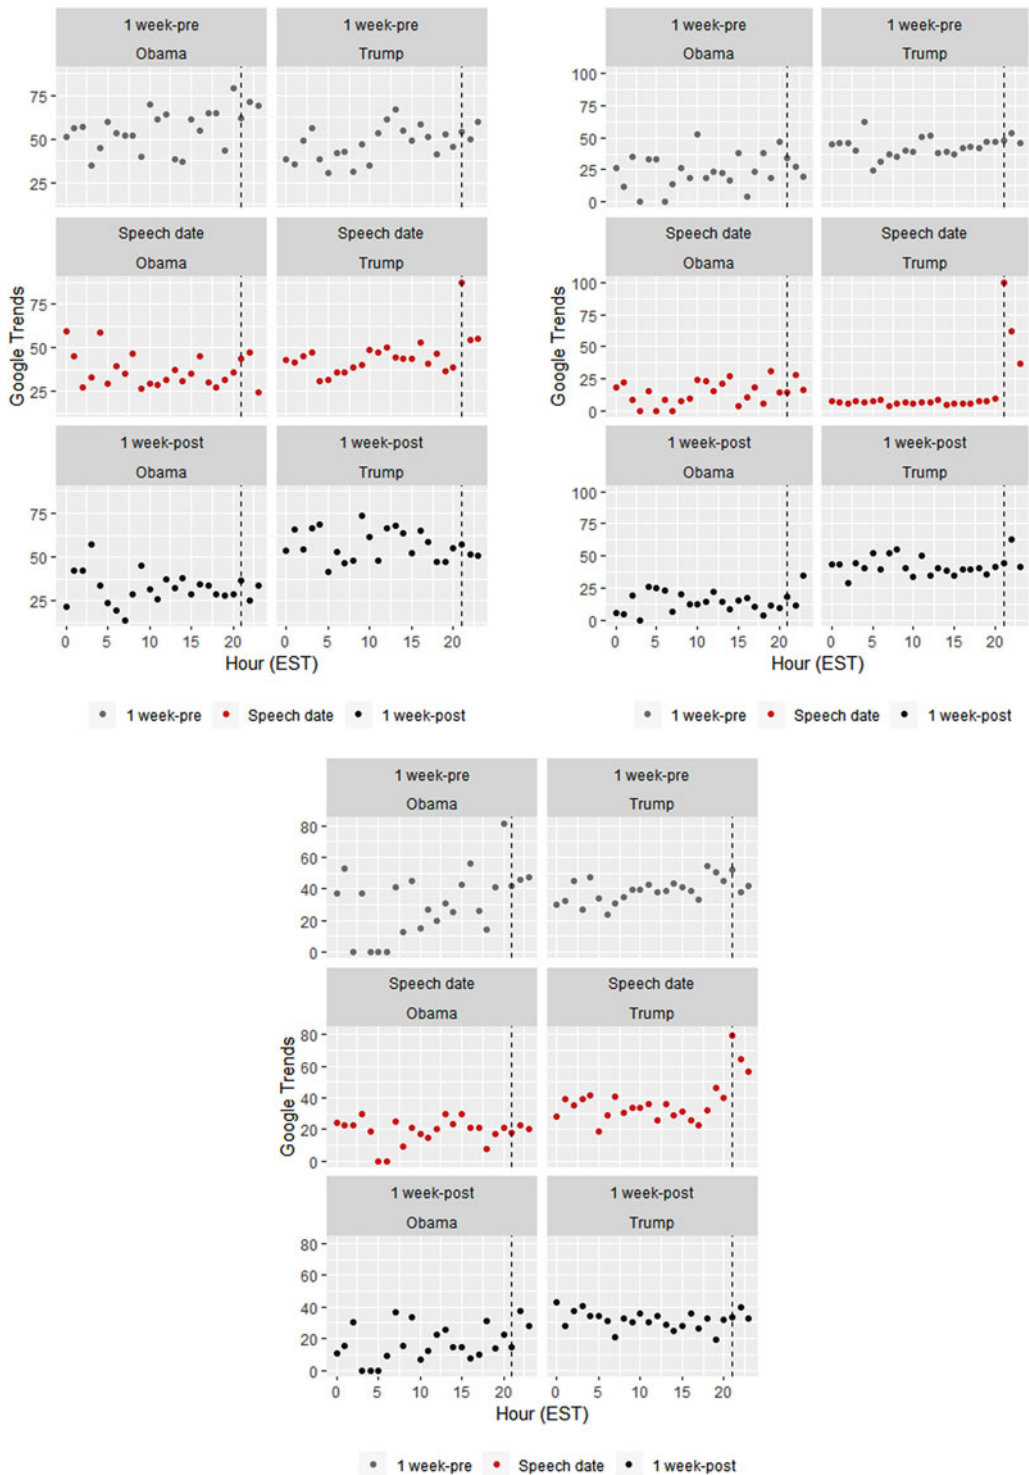 1 week-pre 1 week-pre
Obama Trump
75
50
25
Speech date Speech date
Obama Trump
75
50
25
1 week-post 1 week-post
Obama Trump
75
50
25
0 5 10 15 20 0 5 10 15 20
Google Trends
Hour (EST)
1 week-pre Speech date 1 week-post
1 week-pre 1 week-pre
Obama Trump
100
75
50
25
0
Speech date Speech date
Obama Trump
100
75
50
25
0
1 week-post 1 week-post
Obama Trump
100
75
50
25
0
0 5 10 15 20 0 5 10 15 20
Google Trends
Hour (EST)
1 week-pre Speech date 1 week-post
1 week-pre 1 week-pre
Obama Trump
80
60
40
20
0
Speech date Speech date
Obama Trump
80
60
40
20
0
1 week-post 1 week-post
Obama Trump
80
60
40
20
0
0 5 10 15 20 0 5 10 15 20
Google Trends
Hour (EST)
1 week-pre Speech date 1 week-post